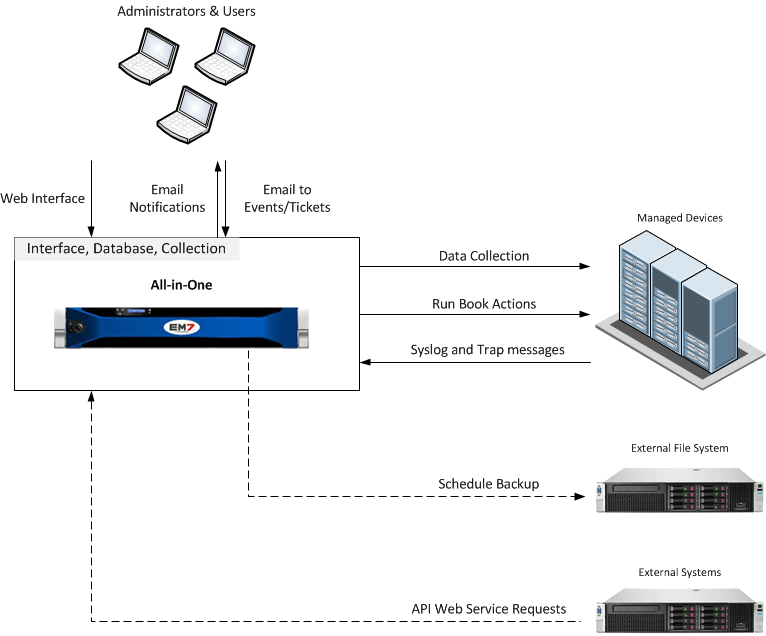 Administrators & Users
Web Interface
Email
Notifications
Email to
Events/Tickets
Interface, Database, Collection
All-in-One
EM7
Managed Devices
Data Collection
Run Book Actions
Syslog and Trap messages
External File System
Schedule Backup
External Systems
API Web Service Requests